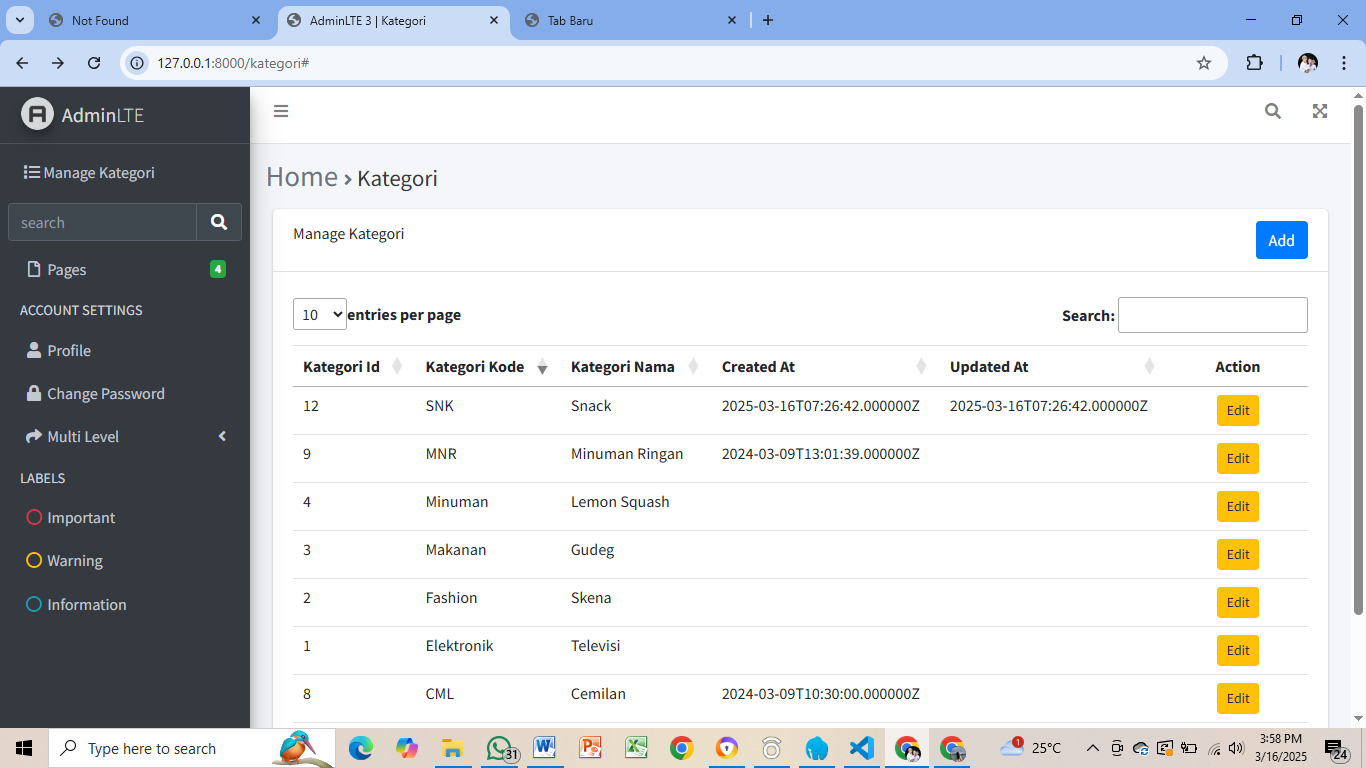 Not Found
AdminLTE 3 | Kategori
Tab Baru
127.0.0.1:8000/kategori#
AdminLTE
Manage Kategori
search
Pages 4
ACCOUNT SETTINGS
Profile
Change Password
Multi Level
LABELS
Important
Warning
Information
Home › Kategori
Manage Kategori
Add
10 entries per page
Search:
Kategori Id Kategori Kode Kategori Nama Created At Updated At Action
12 SNK Snack 2025-03-16T07:26:42.000000Z 2025-03-16T07:26:42.000000Z Edit
9 MNR Minuman Ringan 2024-03-09T13:01:39.000000Z Edit
4 Minuman Lemon Squash Edit
3 Makanan Gudeg Edit
2 Fashion Skena Edit
1 Elektronik Televisi Edit
8 CML Cemilan 2024-03-09T10:30:00.000000Z Edit
Type here to search
31
1
25°C
3:58 PM
3/16/2025
24